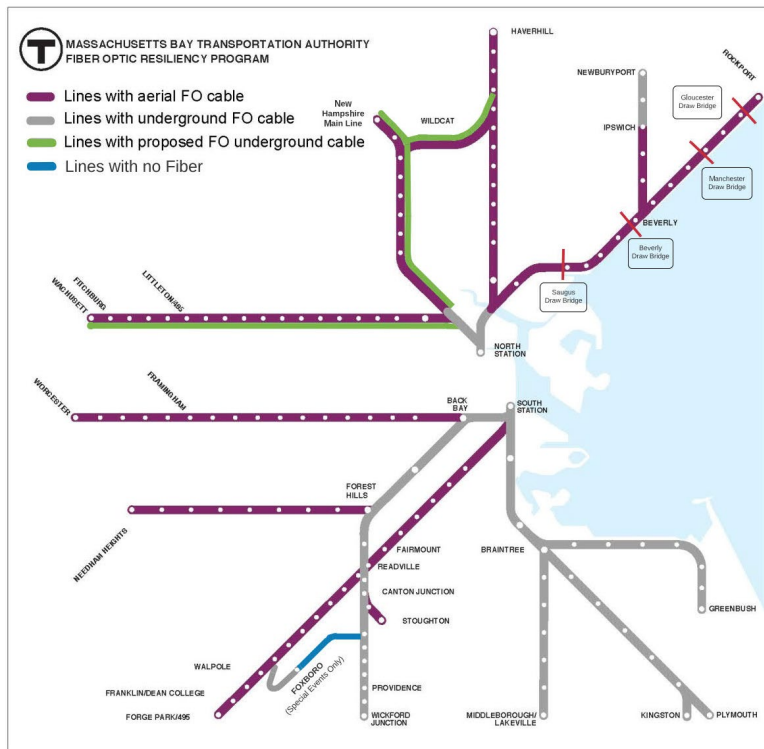 T
MASSACHUSETTS BAY TRANSPORTATION AUTHORITY
FIBER OPTIC RESILIENCY PROGRAM
Lines with aerial FO cable
Lines with underground FO cable
Lines with proposed FO underground cable
Lines with no Fiber
HAVERHILL
NEWBURYPORT
ROCKPORT
Gloucester
Draw Bridge
New
Hampshire
Main Line
WILDCAT
IPSWICH
Manchester
Draw Bridge
BEVERLY
Beverly
Draw Bridge
Saugus
Draw Bridge
WACHUSETT
FITCHBURG
LITTLETON/495
NORTH
STATION
WORCESTER
FRAMINGHAM
BACK
BAY
SOUTH
STATION
FOREST
HILLS
NEEDHAM HEIGHTS
FAIRMOUNT
READVILLE
BRAINTREE
CANTON JUNCTION
STOUGHTON
GREENBUSH
WALPOLE
FOXBORO
(Special Events Only)
FRANKLIN/DEAN COLLEGE
PROVIDENCE
FORGE PARK/495
WICKFORD
JUNCTION
MIDDLEBOROUGH/
LAKEVILLE
KINGSTON
PLYMOUTH